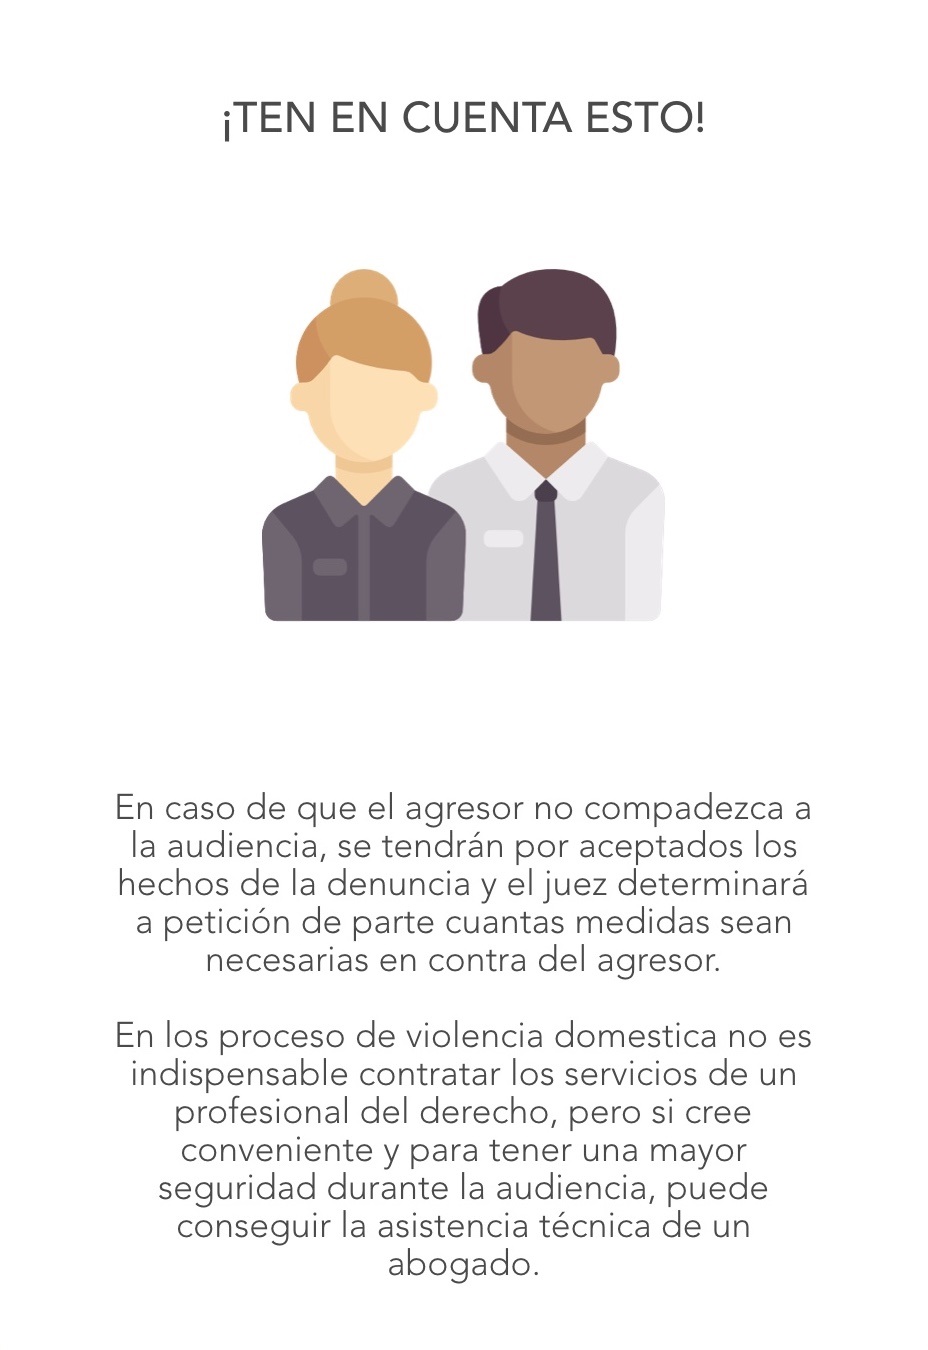 ¡TEN EN CUENTA ESTO!
En caso de que el agresor no compadezca a
la audiencia, se tendrán por aceptados los
hechos de la denuncia y el juez determinará
a petición de parte cuantas medidas sean
necesarias en contra del agresor.
En los proceso de violencia domestica no es
indispensable contratar los servicios de un
profesional del derecho, pero si cree
conveniente y para tener una mayor
seguridad durante la audiencia, puede
conseguir la asistencia técnica de un
abogado.